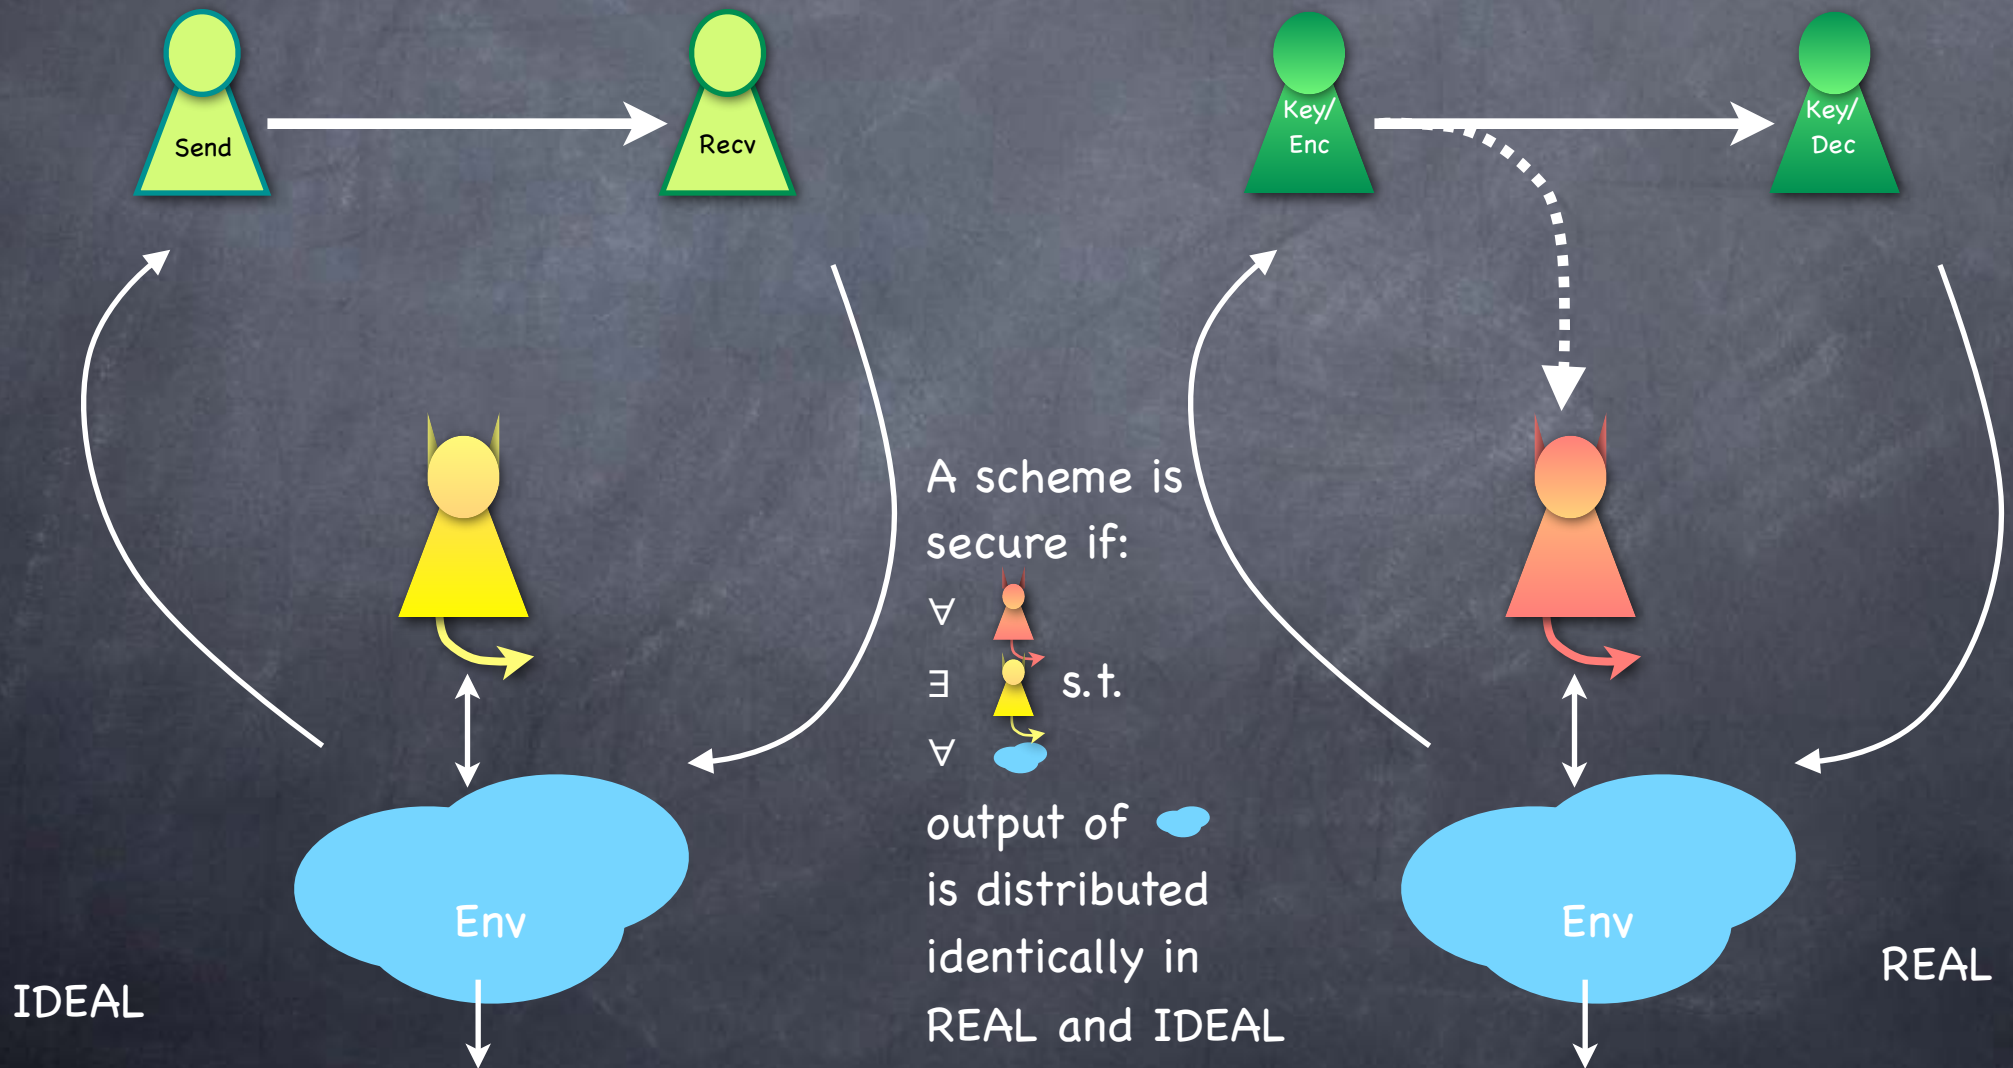 Send
Recv
Key/
Enc
Key/
Dec
A scheme is
secure if:
∀
∃ s.t.
∀
output of
is distributed
identically in
REAL and IDEAL
Env
Env
IDEAL
REAL